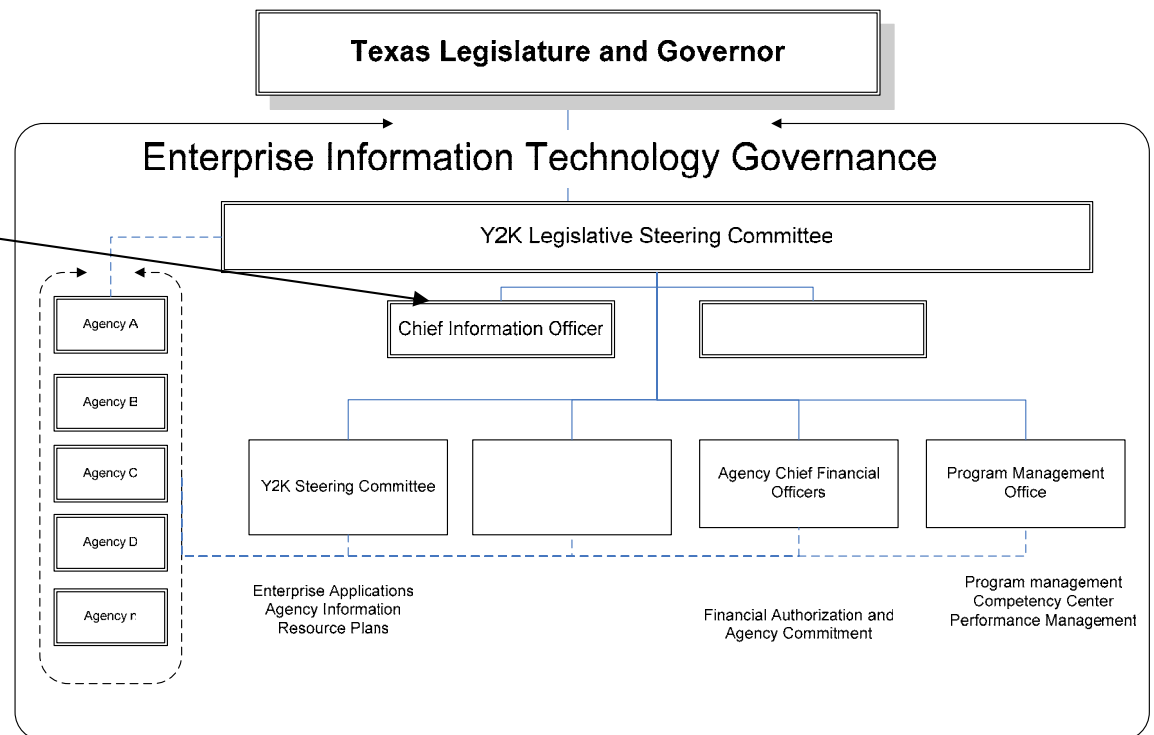 Texas Legislature and Governor
Enterprise Information Technology Governance
Y2K Legislative Steering Committee
Agency A
Chief Information Officer
Agency B
Agency C
Agency D
Agency n
Y2K Steering Committee
Agency Chief Financial
Officers
Program Management
Office
Enterprise Applications
Agency Information
Resource Plans
Financial Authorization and
Agency Commitment
Program management
Competency Center
Performance Management